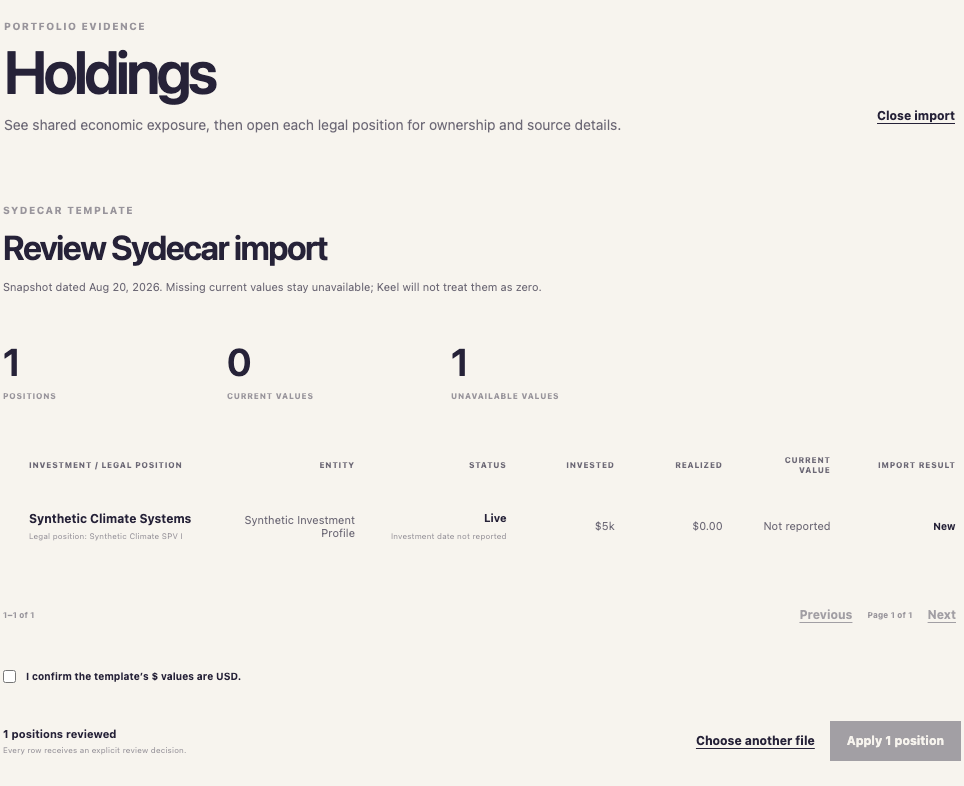 PORTFOLIO EVIDENCE
Holdings
See shared economic exposure, then open each legal position for ownership and source details.
Close import
SYDECAR TEMPLATE
Review Sydecar import
Snapshot dated Aug 20, 2026. Missing current values stay unavailable; Keel will not treat them as zero.
1
POSITIONS
0
CURRENT VALUES
1
UNAVAILABLE VALUES
INVESTMENT / LEGAL POSITION
ENTITY
STATUS
INVESTED
REALIZED
CURRENT
VALUE
IMPORT RESULT
Synthetic Climate Systems
Legal position: Synthetic Climate SPV I
Synthetic Investment
Profile
Live
Investment date not reported
$5k
$0.00
Not reported
New
1–1 of 1
Previous
Page 1 of 1
Next
I confirm the template's $ values are USD.
1 positions reviewed
Every row receives an explicit review decision.
Choose another file
Apply 1 position